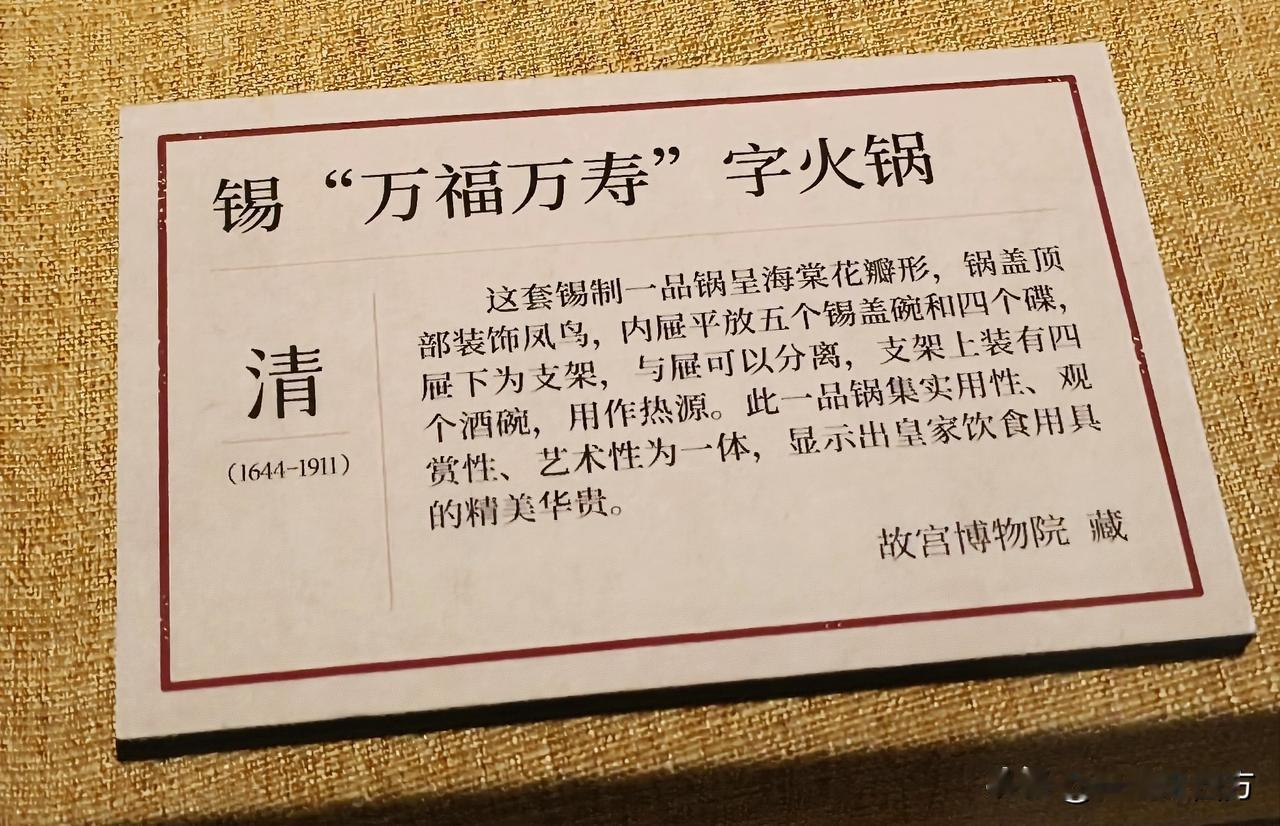 锡“万福万寿”字火锅
清
(1644-1911)
这套锡制一品锅呈海棠花瓣形，锅盖顶
部装饰凤鸟，内屉平放五个锡盖碗和四个碟，
屉下为支架，与屉可以分离，支架上装有四
个酒碗，用作热源。此一品锅集实用性、观
赏性、艺术性为一体，显示出皇家饮食用具
的精美华贵。
故宫博物院 藏